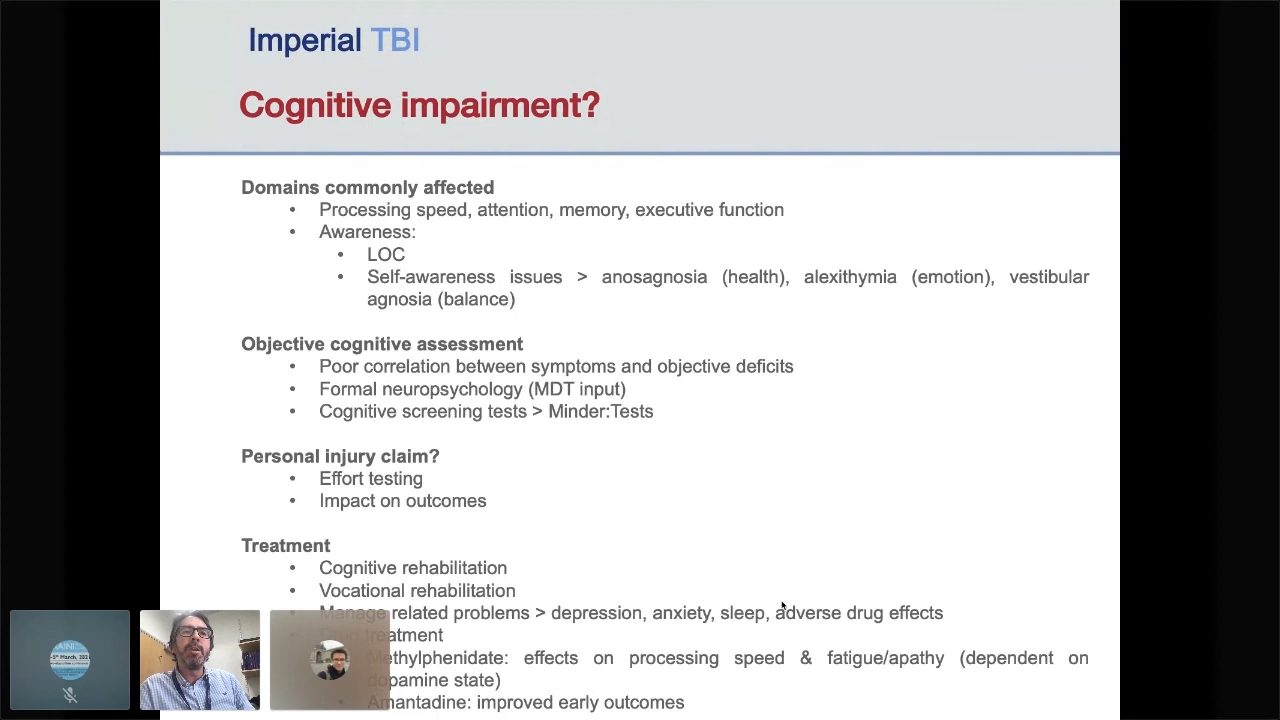 Imperial TBI
Cognitive impairment?
Domains commonly affected
• Processing speed, attention, memory, executive function
• Awareness:
• LOC
• Self-awareness issues > anosagnosia (health), alexithymia (emotion), vestibular
agnosia (balance)
Objective cognitive assessment
• Poor correlation between symptoms and objective deficits
• Formal neuropsychology (MDT input)
• Cognitive screening tests > Minder:Tests
Personal injury claim?
• Effort testing
• Impact on outcomes
Treatment
• Cognitive rehabilitation
• Vocational rehabilitation
• Manage related problems > depression, anxiety, sleep, adverse drug effects
treatment
Methylphenidate: effects on processing speed & fatigue/apathy (dependent on
dopamine state)
• Amantadine: improved early outcomes